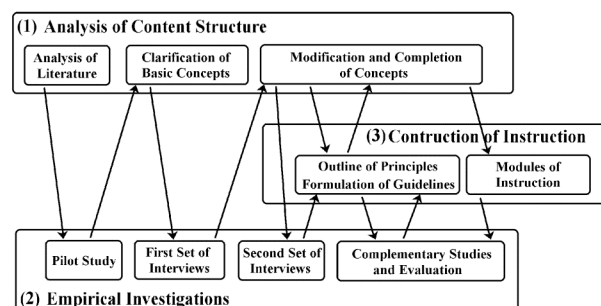 (1) Analysis of Content Structure
Analysis of
Literature
Clarification of
Basic Concepts
Modification and Completion
of Concepts
(3) Contruction of Instruction
Outline of Principles
Formulation of Guidelines
Modules of
Instruction
Pilot Study
First Set of
Interviews
Second Set of
Interviews
Complementary Studies
and Evaluation
(2) Empirical Investigations